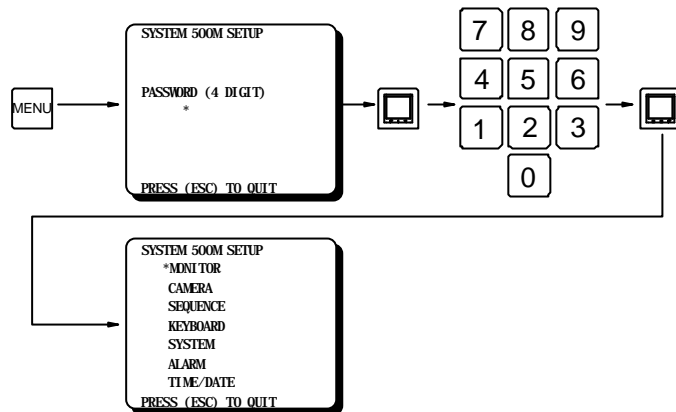 MENU
SYSTEM 500M SETUP
PASSWORD (4 DIGIT)
*
PRESS (ESC) TO QUIT
7 8 9
4 5 6
1 2 3
0
SYSTEM 500M SETUP
*MONITOR
CAMERA
SEQUENCE
KEYBOARD
SYSTEM
ALARM
TIME/DATE
PRESS (ESC) TO QUIT